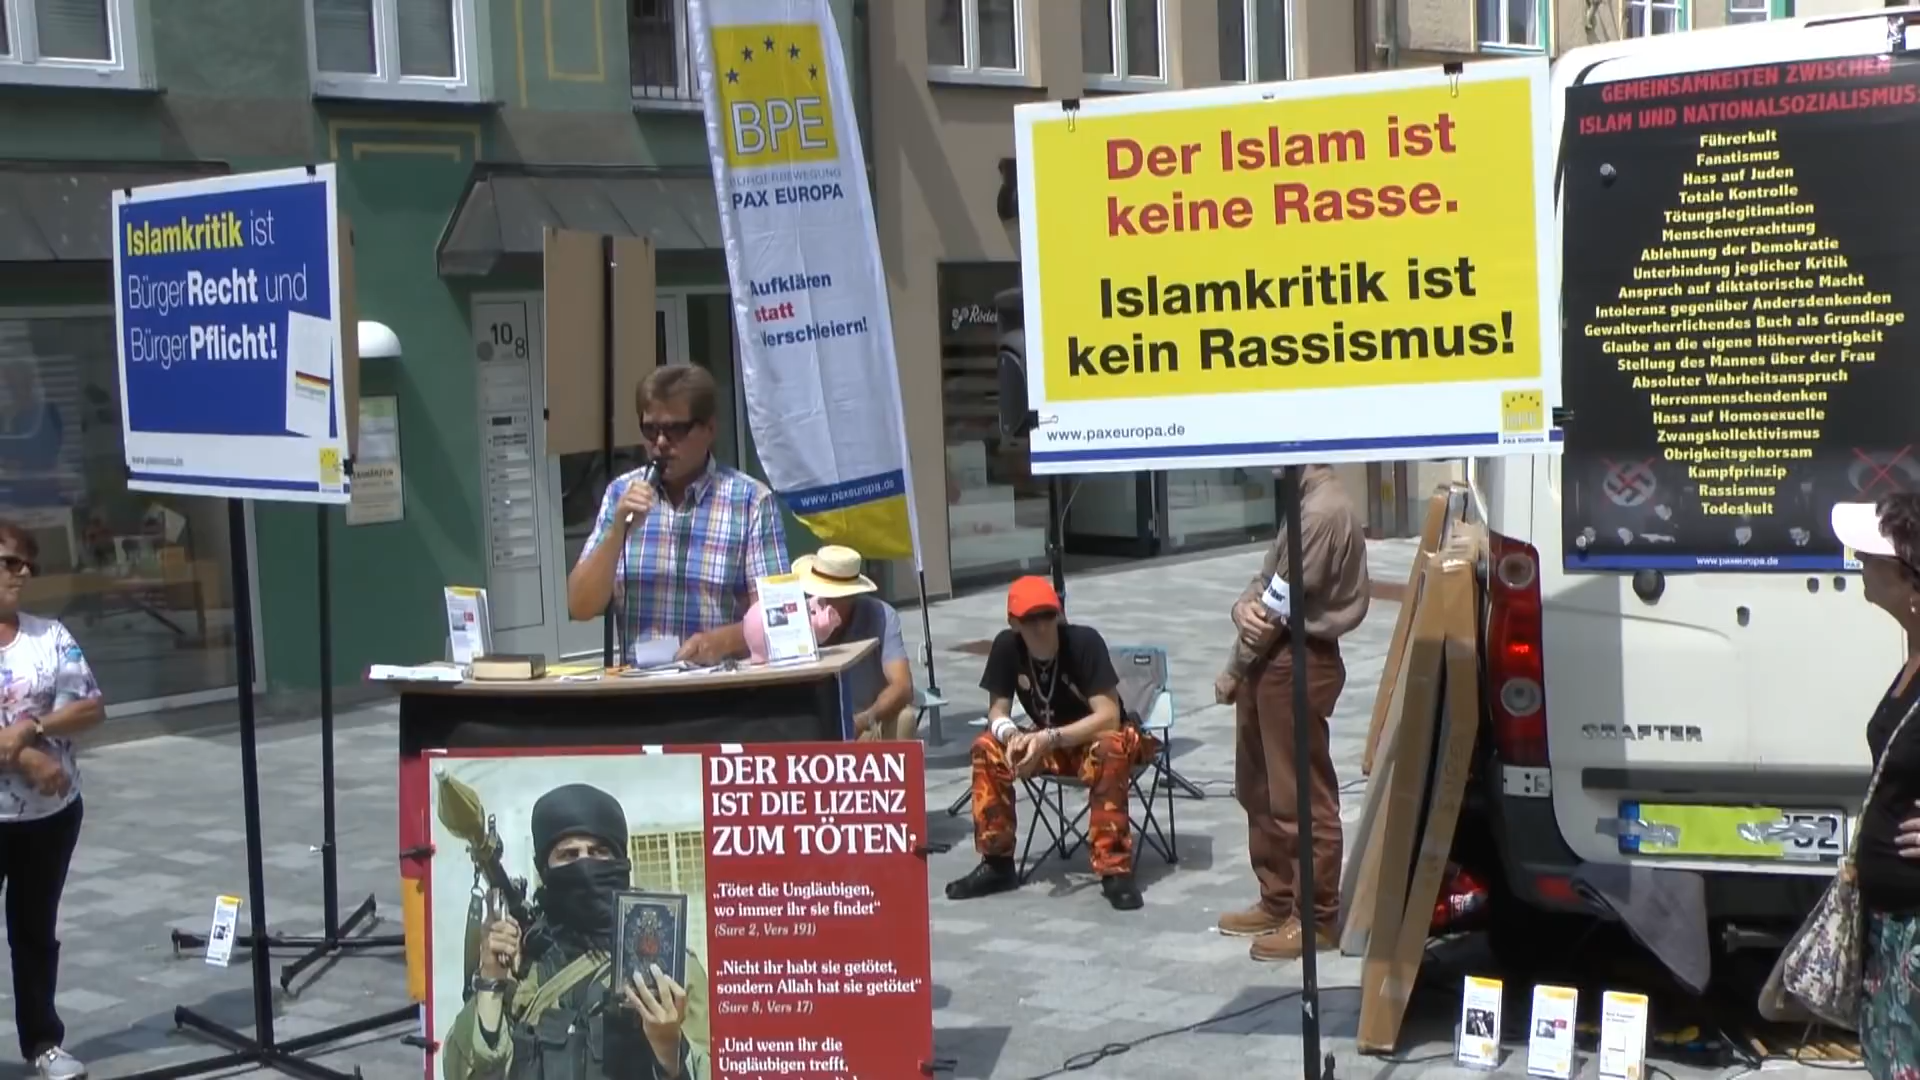 Islamkritik ist
BürgerRecht und
BürgerPflicht!
10
8
BPE
BÜRGERBEWEGUNG
PAX EUROPA
Aufklären
statt
Verschleiern!
www.paxeuropa.de
Der Islam ist
keine Rasse.
Islamkritik ist
kein Rassismus!
www.paxeuropa.de
BPE
PAX EUROPA
GEMEINSAMKEITEN ZWISCHEN
ISLAM UND NATIONALSOZIALISMUS
Führerkult
Fanatismus
Hass auf Juden
Totale Kontrolle
Tötungslegitimation
Menschenverachtung
Ablehnung der Demokratie
Unterbindung jeglicher Kritik
Anspruch auf diktatorische Macht
Intoleranz gegenüber Andersdenkenden
Gewaltverherrlichendes Buch als Grundlage
Glaube an die eigene Höherwertigkeit
Stellung des Mannes über der Frau
Absoluter Wahrheitsanspruch
Herrenmenschendenken
Hass auf Homosexuelle
Zwangskollektivismus
Obrigkeitsgehorsam
Kampfprinzip
Rassismus
Todeskult
www.paxeuropa.de
CRAFTER
52
DER KORAN
IST DIE LIZENZ
ZUM TÖTEN:
„Tötet die Ungläubigen,
wo immer ihr sie findet“
(Sure 2, Vers 191)
„Nicht ihr habt sie getötet,
sondern Allah hat sie getötet“
(Sure 8, Vers 17)
„Und wenn ihr die
Ungläubigen trefft,